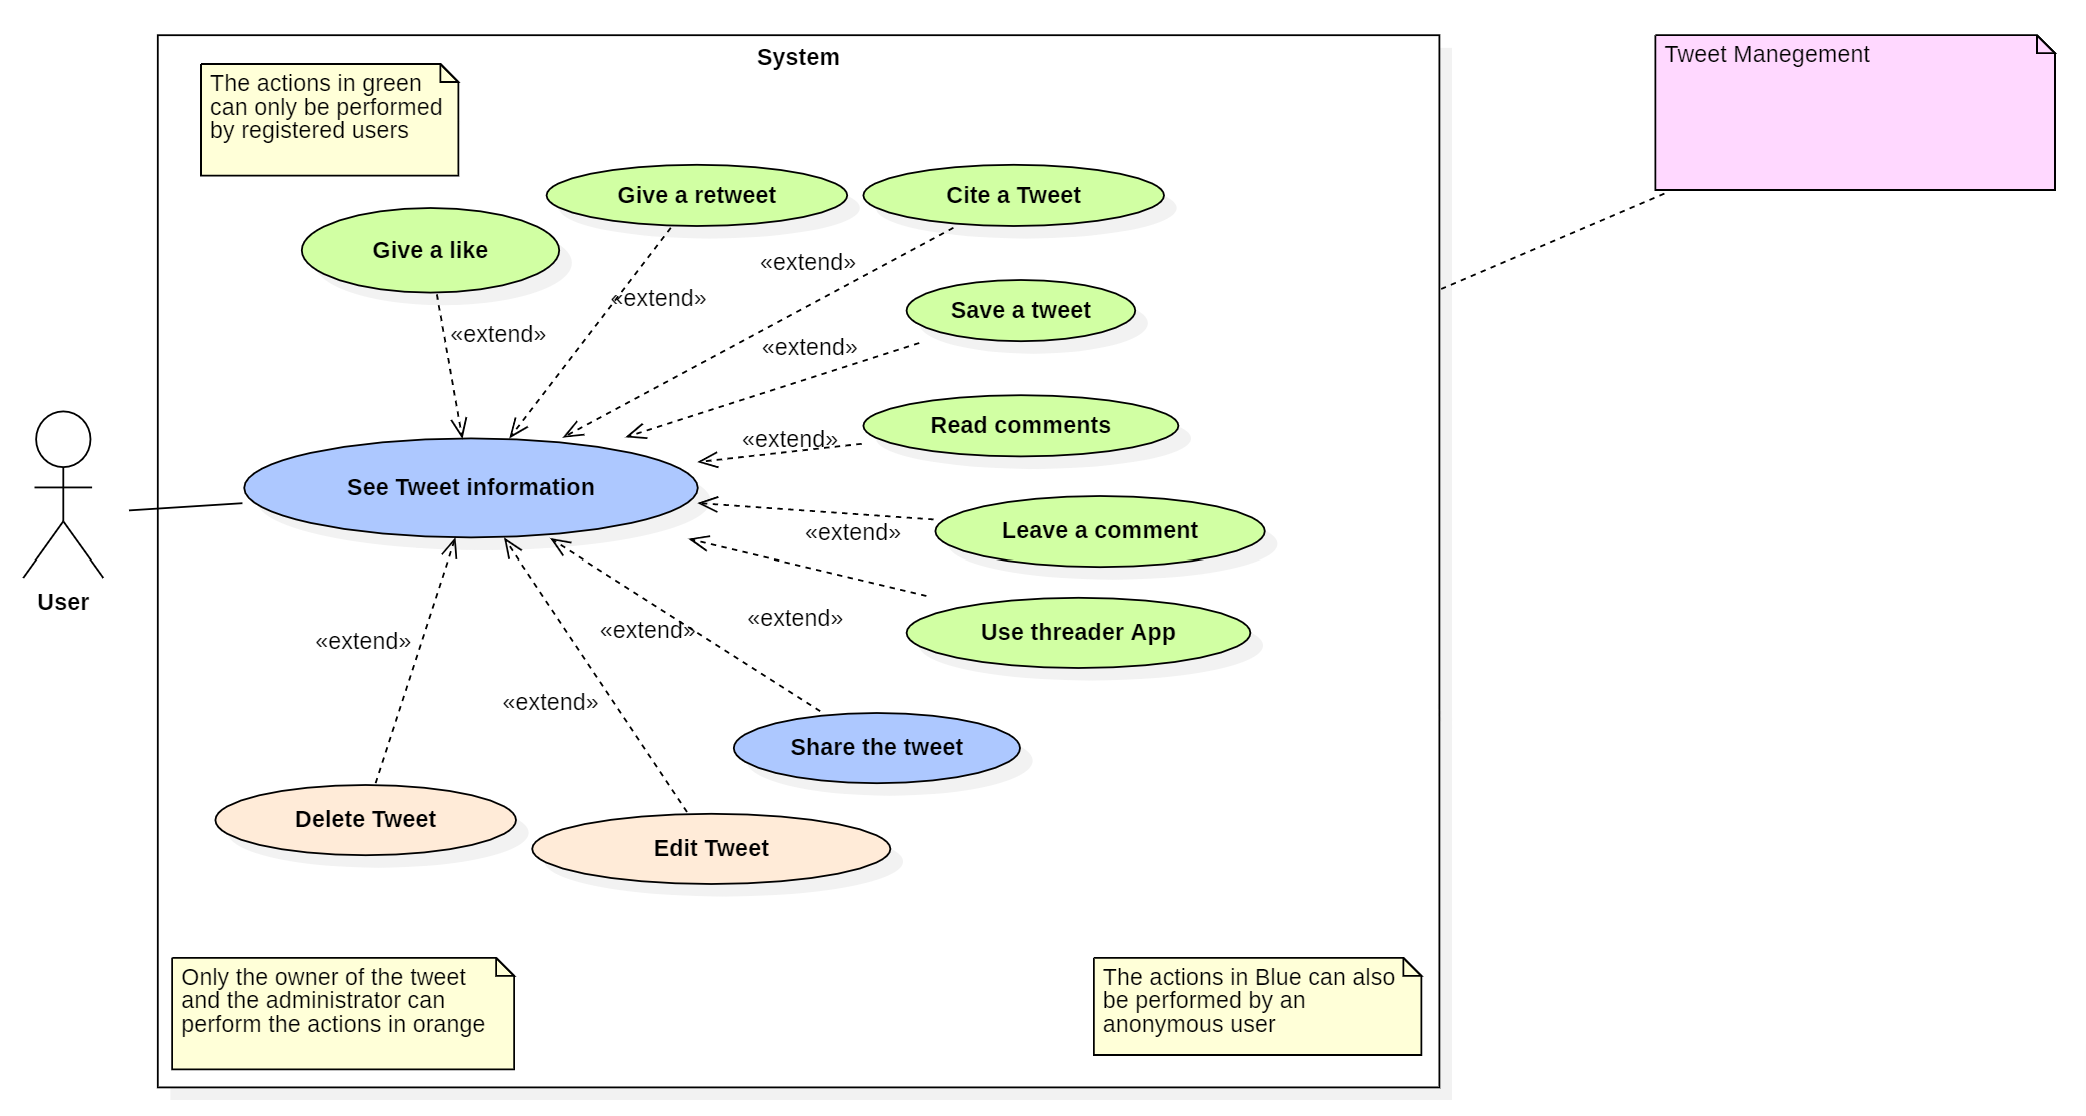 System
Tweet Manegement
The actions in green
can only be performed
by registered users
Give a retweet
Cite a Tweet
Give a like
«extend»
«extend»
«extend»
Save a tweet
«extend»
Read comments
«extend»
See Tweet information
Leave a comment
«extend»
User
Use threader App
«extend»
«extend»
«extend»
«extend»
Share the tweet
Delete Tweet
Edit Tweet
Only the owner of the tweet
and the administrator can
perform the actions in orange
The actions in Blue can also
be performed by an
anonymous user